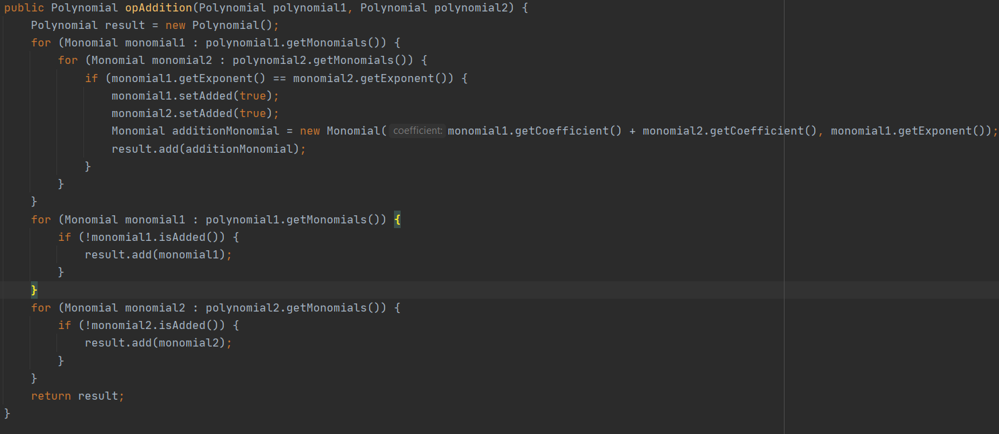 public Polynomial opAddition(Polynomial polynomial1, Polynomial polynomial2) {
    Polynomial result = new Polynomial();
    for (Monomial monomial1 : polynomial1.getMonomials()) {
        for (Monomial monomial2 : polynomial2.getMonomials()) {
            if (monomial1.getExponent() == monomial2.getExponent()) {
                monomial1.setAdded(true);
                monomial2.setAdded(true);
                Monomial additionMonomial = new Monomial( coefficient: monomial1.getCoefficient() + monomial2.getCoefficient(), monomial1.getExponent());
                result.add(additionMonomial);
            }
        }
    }
    for (Monomial monomial1 : polynomial1.getMonomials()) {
        if (!monomial1.isAdded()) {
            result.add(monomial1);
        }
    }
    for (Monomial monomial2 : polynomial2.getMonomials()) {
        if (!monomial2.isAdded()) {
            result.add(monomial2);
        }
    }
    return result;
}